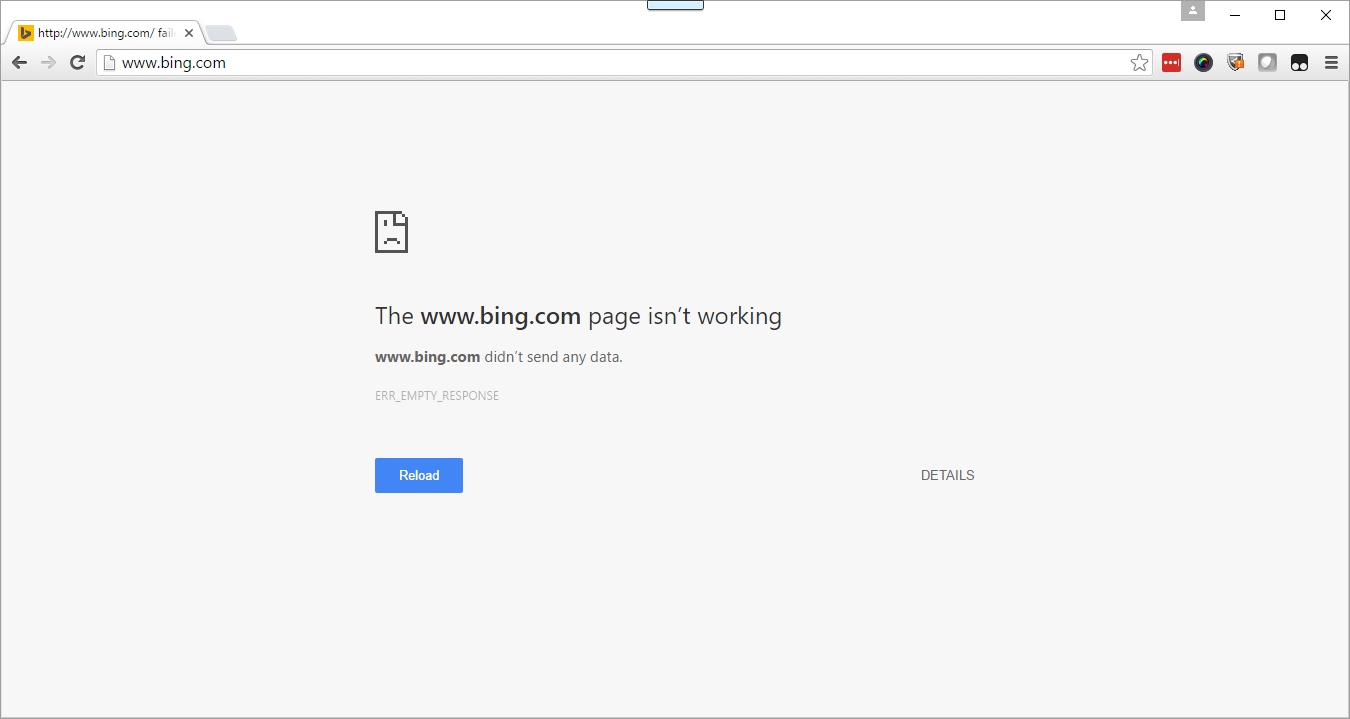 http://www.bing.com/ fail
www.bing.com
The www.bing.com page isn't working
www.bing.com didn't send any data.
ERR_EMPTY_RESPONSE
Reload
DETAILS